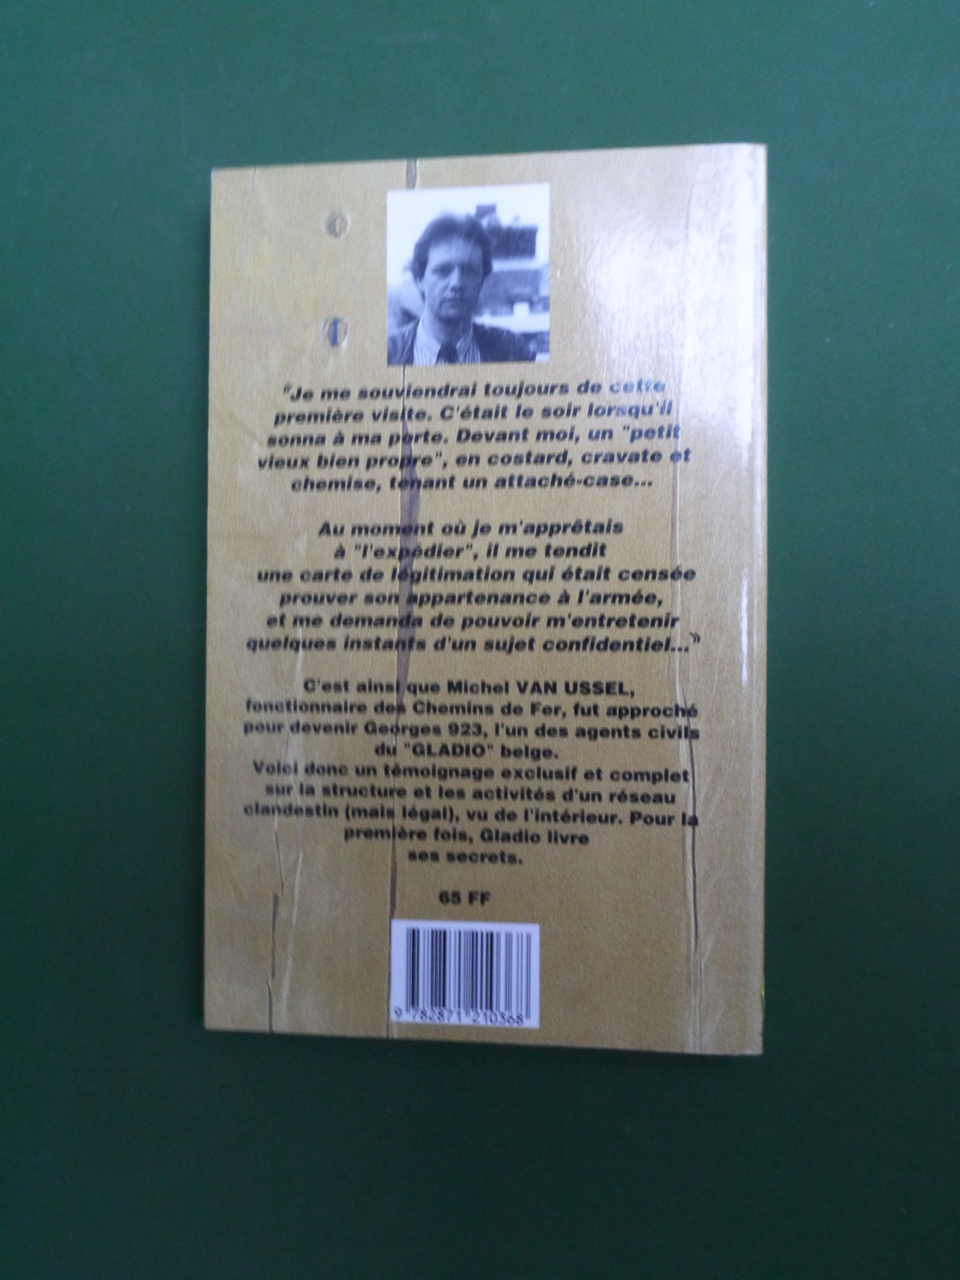 "Je me souviendrai toujours de cette
première visite. C'était le soir lorsqu'il
sonna à ma porte. Devant moi, un "petit
vieux bien propre", en costard, cravate et
chemise, tenant un attaché-case...
Au moment où je m'apprêtais
à "l'expédier", il me tendit
une carte de légitimation qui était censée
prouver son appartenance à l'armée,
et me demanda de pouvoir m'entretenir
quelques instants d'un sujet confidentiel..."
C'est ainsi que Michel VAN USSEL,
fonctionnaire des Chemins de Fer, fut approché
pour devenir Georges 923, l'un des agents civils
du "GLADIO" belge.
Voici donc un témoignage exclusif et complet
sur la structure et les activités d'un réseau
clandestin (mais légal), vu de l'intérieur. Pour la
première fois, Gladio livre
ses secrets.
65 FF
9 782871 210368